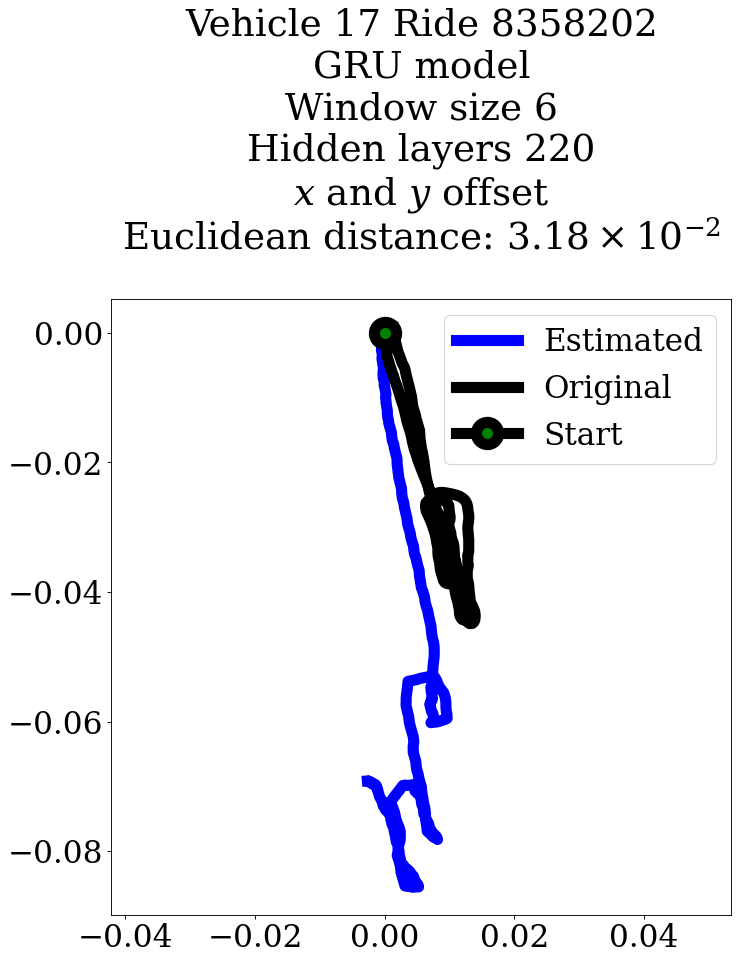 Vehicle 17 Ride 8358202
GRU model
Window size 6
Hidden layers 220
x and y offset
Euclidean distance: 3.18 × 10⁻²
Estimated
Original
Start
0.00
−0.02
−0.04
−0.06
−0.08
−0.04
−0.02
0.00
0.02
0.04